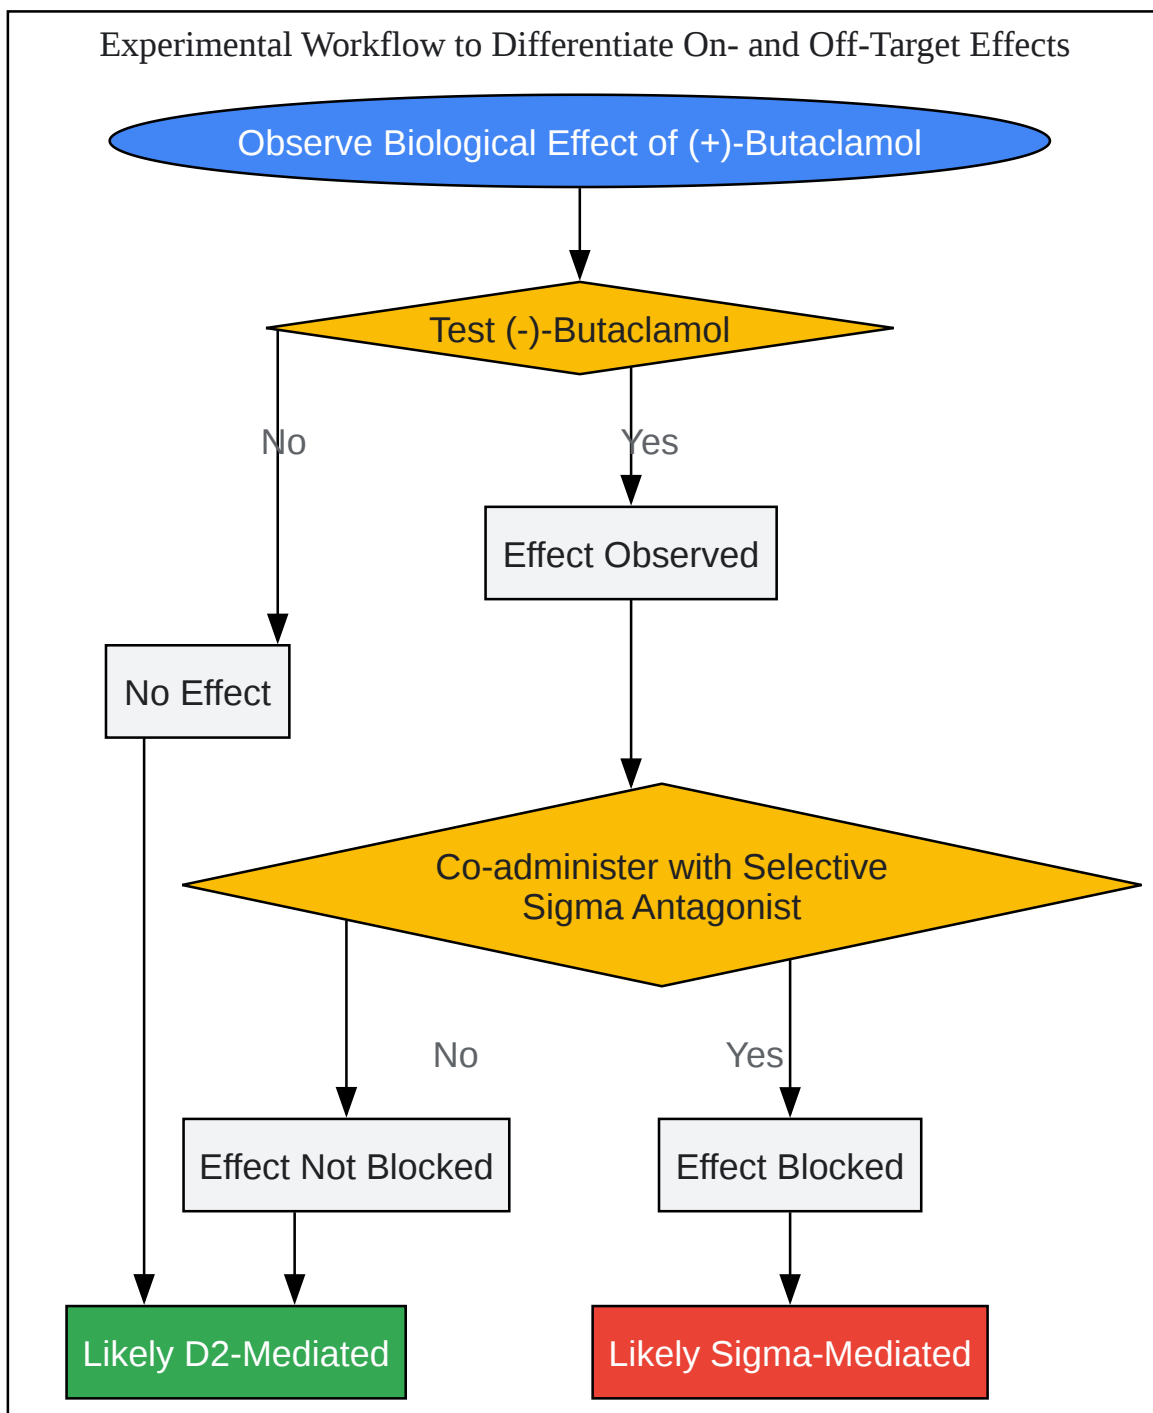 Experimental Workflow to Differentiate On- and Off-Target Effects
Observe Biological Effect of (+)-Butaclamol
Test (-)-Butaclamol
No
Yes
Effect Observed
No Effect
Co-administer with Selective
Sigma Antagonist
No
Yes
Effect Not Blocked
Effect Blocked
Likely D2-Mediated
Likely Sigma-Mediated